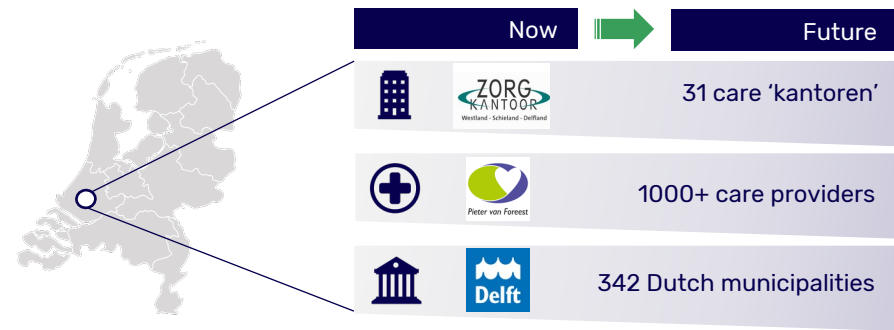 Now
Future
ZORG
KANTOOR
Westland - Schieland - Delfland
31 care ‘kantoren’
Pieter van Foreest
1000+ care providers
Delft
342 Dutch municipalities